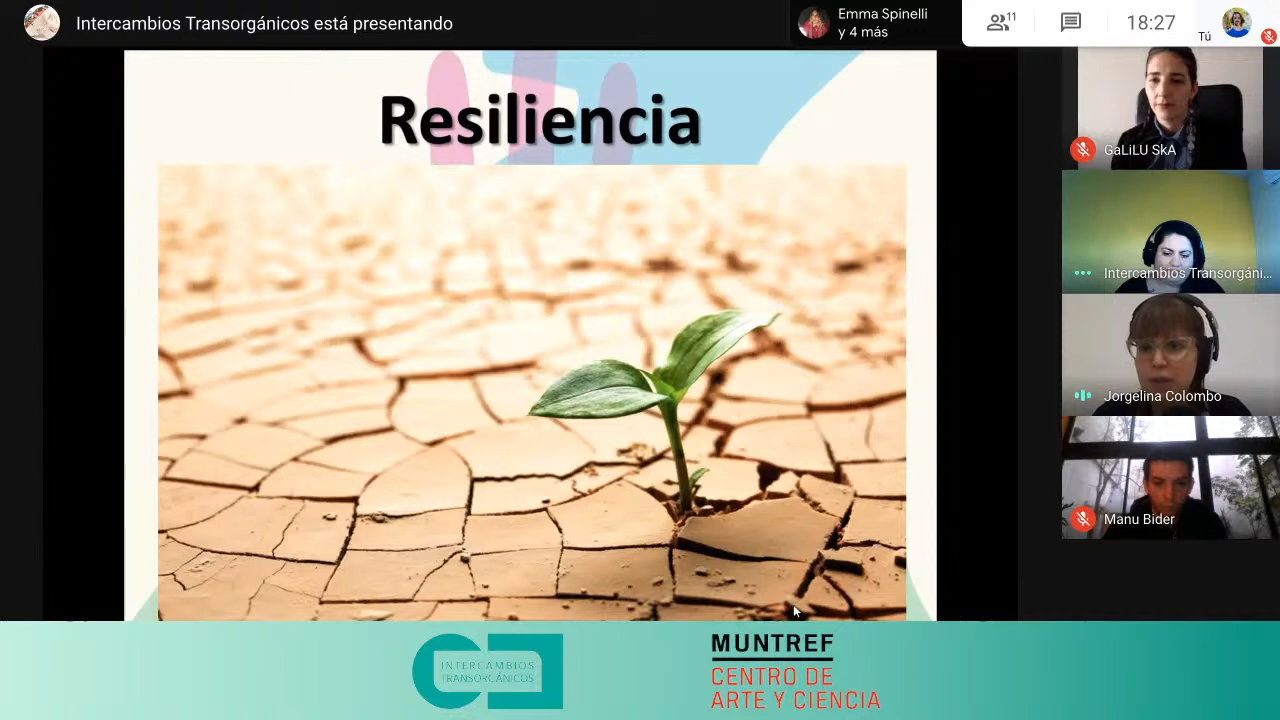 Intercambios Transorgánicos está presentando
Emma Spinelli
y 4 más
11
18:27
Tú
Resiliencia
GaLiLU SkA
Intercambios Transorgáni...
Jorgelina Colombo
Manu Bider
INTERCAMBIOS
TRANSORGÁNICOS
MUNTREF
CENTRO DE
ARTE Y CIENCIA